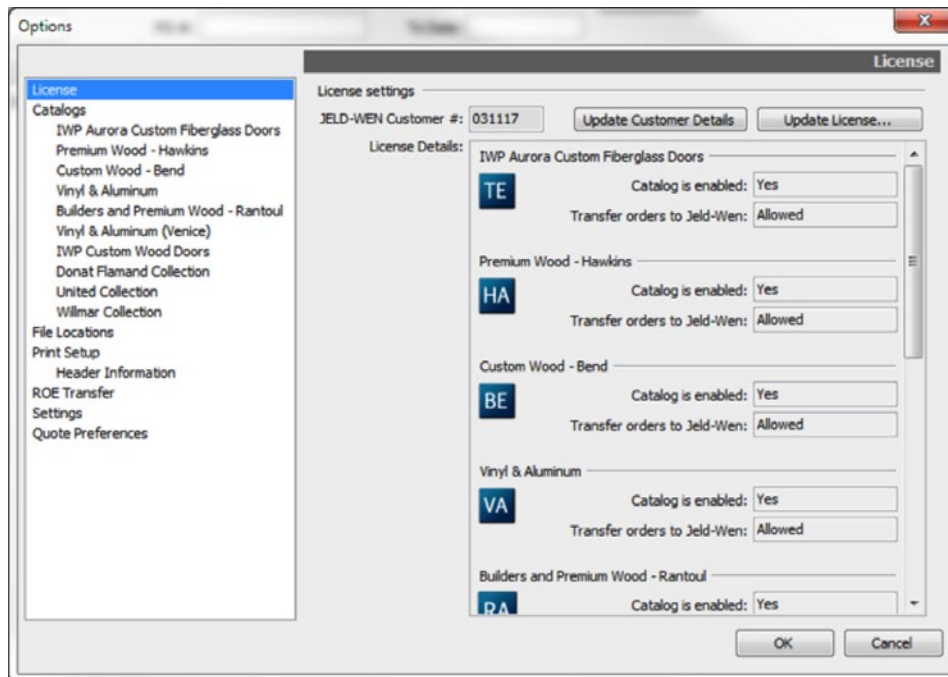 Options
License
License
Catalogs
IWP Aurora Custom Fiberglass Doors
Premium Wood - Hawkins
Custom Wood - Bend
Vinyl & Aluminum
Builders and Premium Wood - Rantoul
Vinyl & Aluminum (Venice)
IWP Custom Wood Doors
Donat Flamand Collection
United Collection
Willmar Collection
File Locations
Print Setup
Header Information
ROE Transfer
Settings
Quote Preferences
License settings
JELD-WEN Customer #: 031117 Update Customer Details Update License...
License Details:
IWP Aurora Custom Fiberglass Doors
TE
Catalog is enabled: Yes
Transfer orders to Jeld-Wen: Allowed
Premium Wood - Hawkins
HA
Catalog is enabled: Yes
Transfer orders to Jeld-Wen: Allowed
Custom Wood - Bend
BE
Catalog is enabled: Yes
Transfer orders to Jeld-Wen: Allowed
Vinyl & Aluminum
VA
Catalog is enabled: Yes
Transfer orders to Jeld-Wen: Allowed
Builders and Premium Wood - Rantoul
RA
Catalog is enabled: Yes
OK Cancel